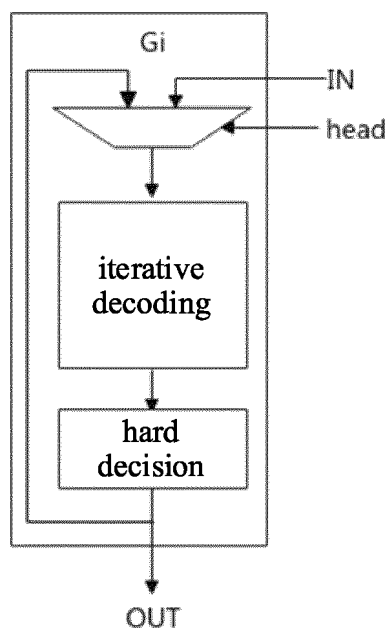 Gi
IN
head
iterative
decoding
hard
decision
OUT